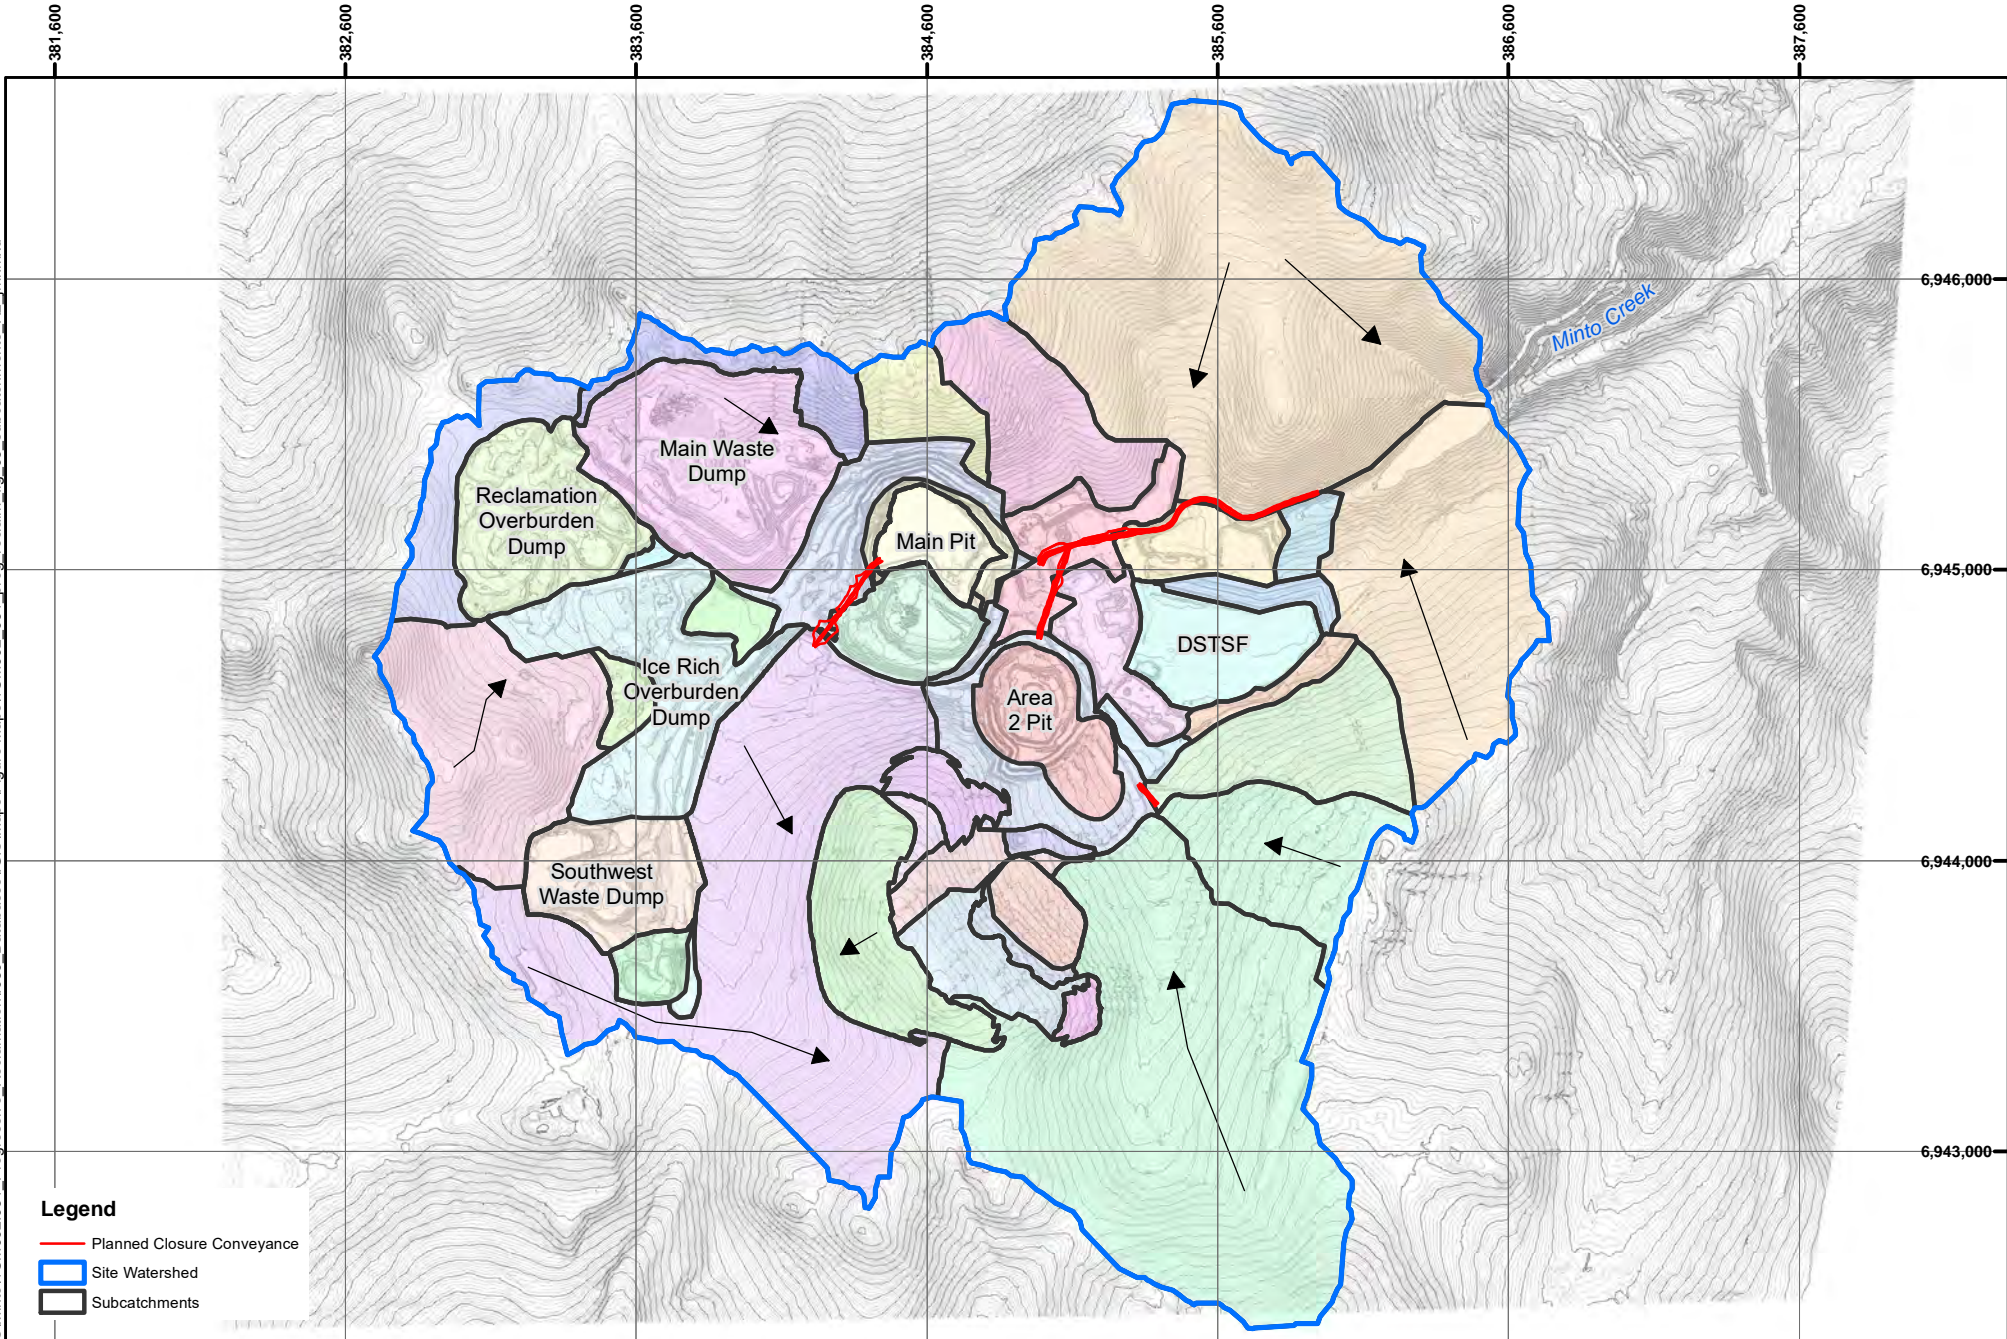 381,600
382,600
383,600
384,600
385,600
386,600
387,600
6,946,000
Minto Creek
Main Waste
Dump
Reclamation
Overburden
Dump
Main Pit
6,945,000
DSTSF
Ice Rich
Overburden
Dump
Area
2 Pit
6,944,000
Southwest
Waste Dump
6,943,000
Legend
Planned Closure Conveyance
Site Watershed
Subcatchments